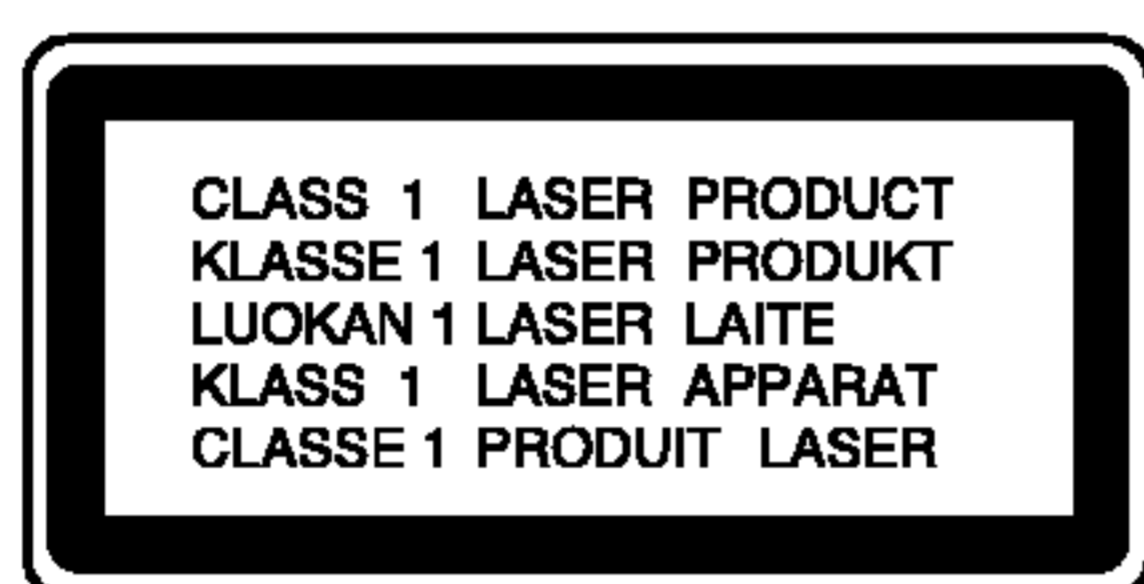 CLASS 1 LASER PRODUCT
KLASSE 1 LASER PRODUKT
LUOKAN 1 LASER LAITE
KLASS 1 LASER APPARAT
CLASSE 1 PRODUIT LASER